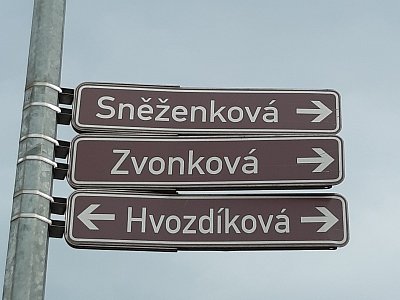 Sněženková →
Zvonková →
← Hvozdíková →